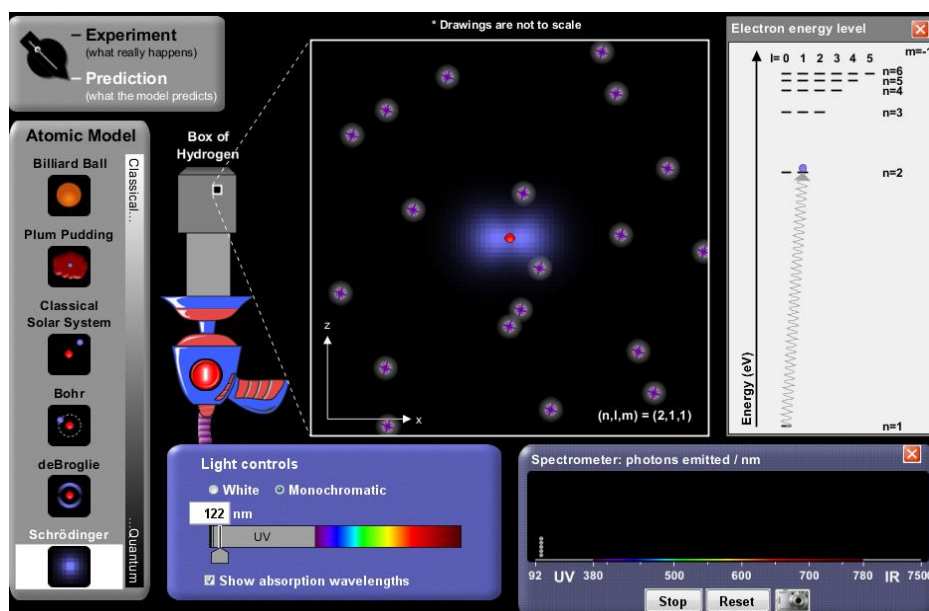 * Drawings are not to scale
Experiment
(what really happens)
Prediction
(what the model predicts)
Atomic Model
Billiard Ball
Plum Pudding
Classical
Solar System
Bohr
deBroglie
Schrödinger
Classical...
...Quantum
Box of
Hydrogen
z
x
(n,l,m) = (2,1,1)
Electron energy level
l= 0 1 2 3 4 5
m=-1
n=6
n=5
n=4
n=3
n=2
n=1
Energy (eV)
Light controls
White
Monochromatic
122 nm
UV
Show absorption wavelengths
Spectrometer: photons emitted / nm
92 UV 380 500 600 700 780 IR 7500
Stop
Reset